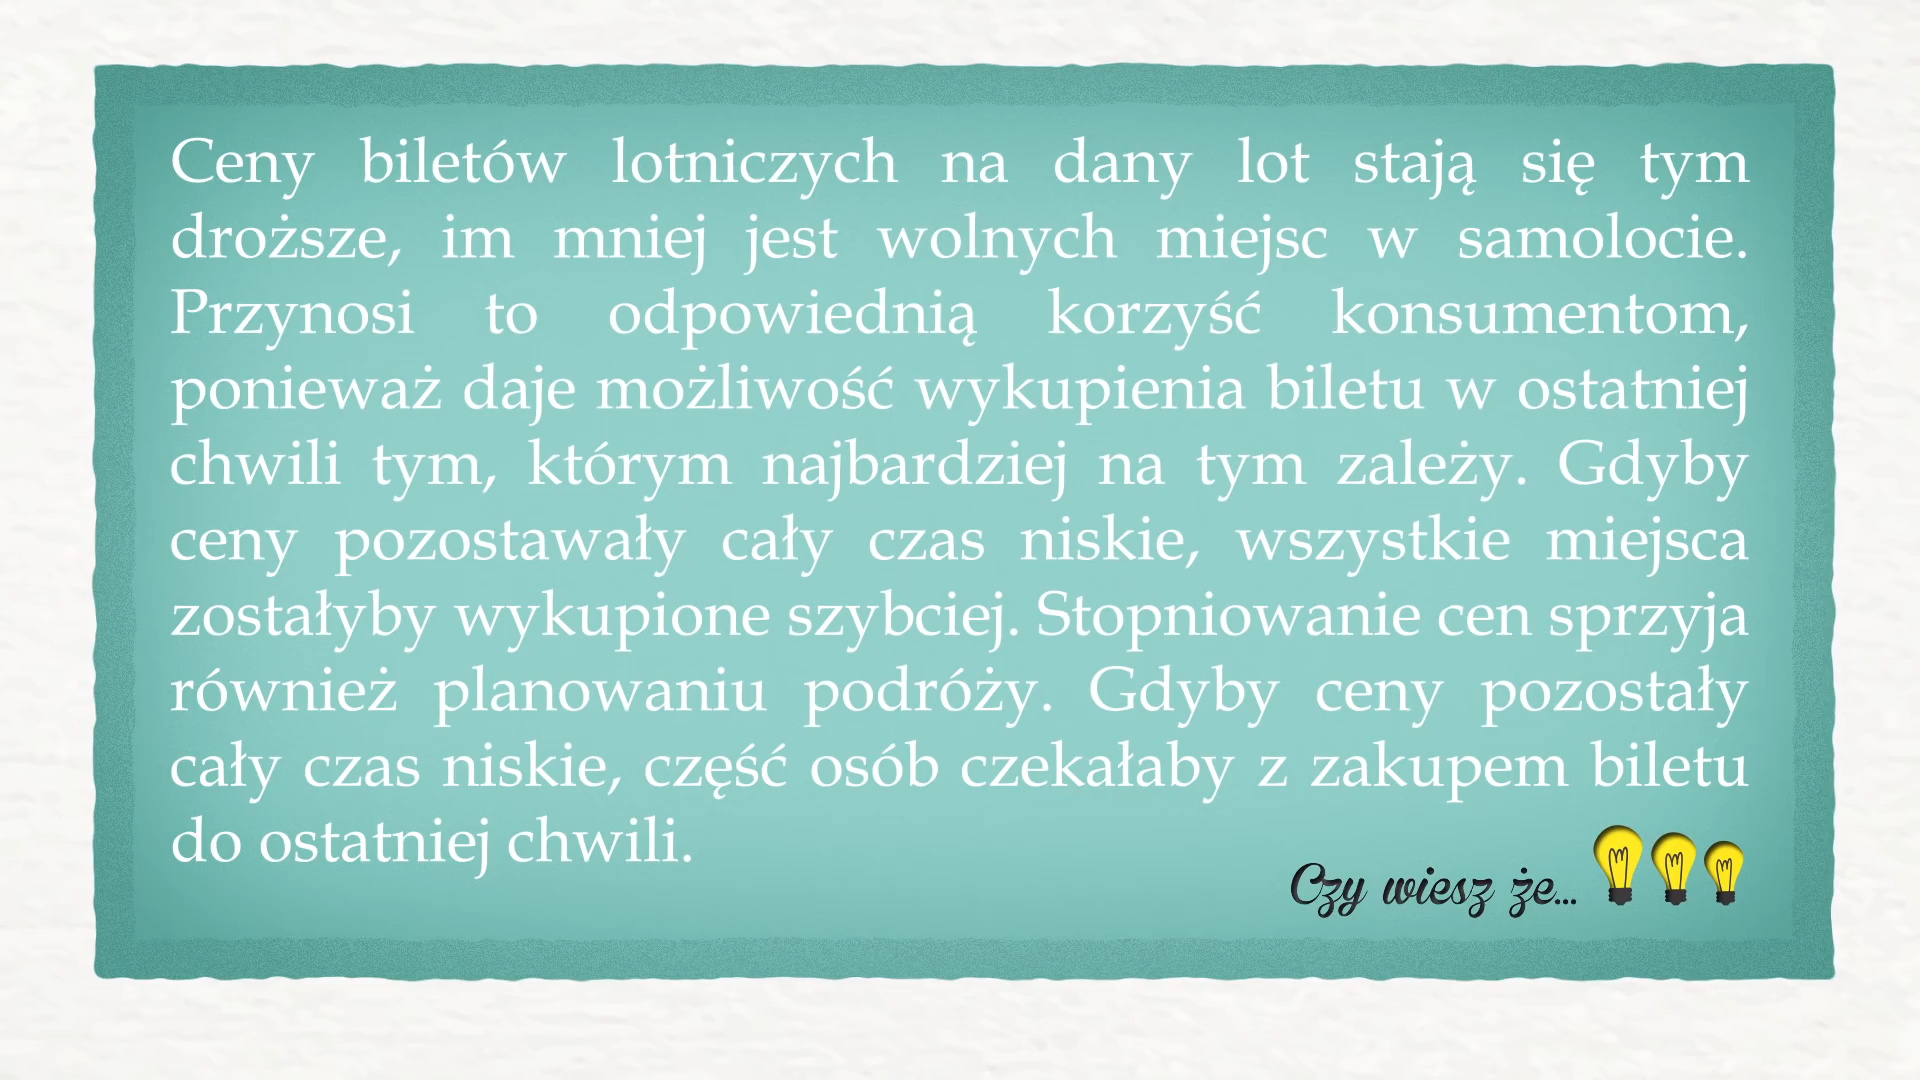 Ceny biletów lotniczych na dany lot stają się tym
droższe, im mniej jest wolnych miejsc w samolocie.
Przynosi to odpowiednią korzyść konsumentom,
ponieważ daje możliwość wykupienia biletu w ostatniej
chwili tym, którym najbardziej na tym zależy. Gdyby
ceny pozostawały cały czas niskie, wszystkie miejsca
zostałyby wykupione szybciej. Stopniowanie cen sprzyja
również planowaniu podróży. Gdyby ceny pozostały
cały czas niskie, część osób czekałaby z zakupem biletu
do ostatniej chwili.
Czy wiesz że...